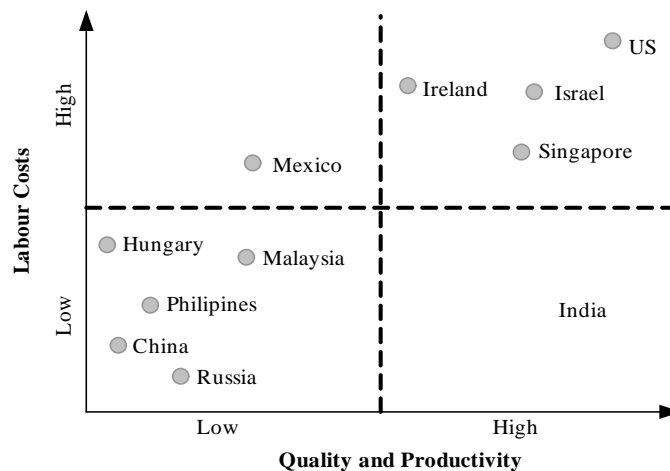 US
Ireland
Israel
Singapore
Mexico
High
Labour Costs
Hungary
Malaysia
Philipines
India
Low
China
Russia
Low
High
Quality and Productivity